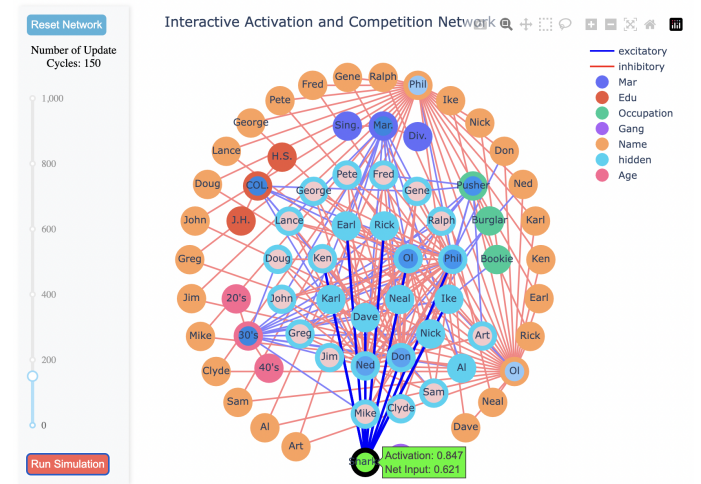 Interactive Activation and Competition Network
Reset Network
Number of Update
Cycles: 150
1,000
800
600
400
200
0
Run Simulation
excitatory
inhibitory
Mar
Edu
Occupation
Gang
Name
hidden
Age
Fred
Gene
Ralph
Phil
Ike
Pete
Nick
George
Don
Lance
Ned
Doug
Karl
John
Ken
Greg
Earl
Jim
Rick
Mike
Ol
Clyde
Neal
Sam
Dave
Al
Art
Sing.
Mar.
Div.
H.S.
COL.
J.H.
Pusher
Burglar
Bookie
20's
30's
40's
Pete
Fred
George
Gene
Lance
Earl
Rick
Ralph
Doug
Ken
Ol
Phil
John
Karl
Neal
Ike
Dave
Greg
Nick
Art
Jim
Ned
Don
Al
Sam
Mike
Clyde
Activation: 0.847
Net Input: 0.621